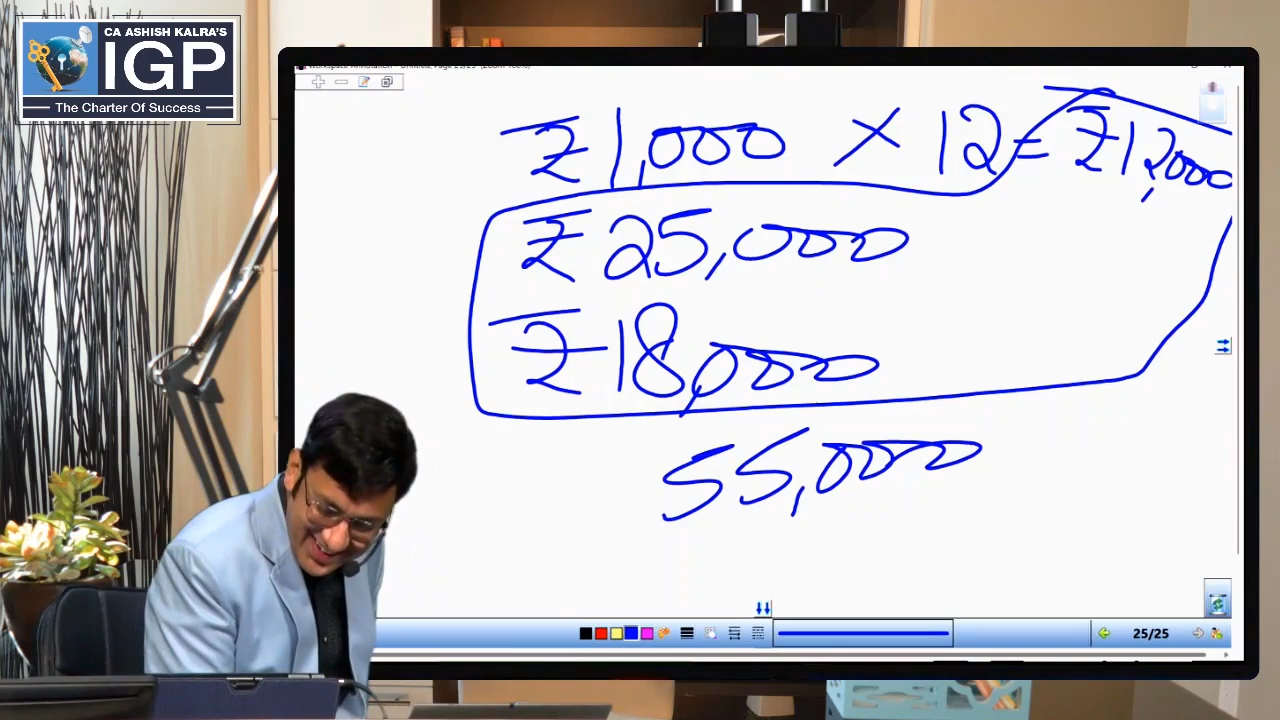 CA ASHISH KALRA'S
IGP
The Charter Of Success
₹1,000 × 12 = ₹12,000
₹25,000
₹18,000
55,000
25/25